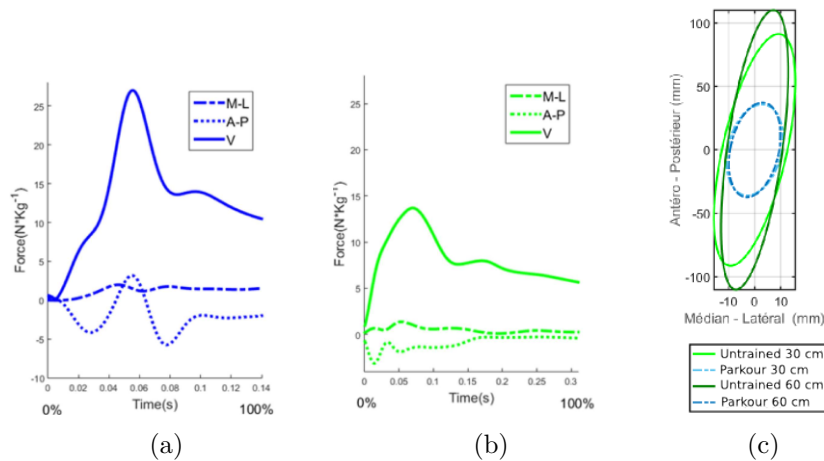 M-L
A-P
V
Force(N*Kg⁻¹)
25
20
15
10
5
0
-5
-10
0 0.02 0.04 0.06 0.08 0.1 0.12 0.14
0% Time(s) 100%
(a)
M-L
A-P
V
Force(N*Kg⁻¹)
25
20
15
10
5
0
0 0.05 0.1 0.15 0.2 0.25 0.3
0% Time(s) 100%
(b)
Antéro - Postérieur (mm)
100
50
0
-50
-100
-10 0 10
Médian - Latéral (mm)
Untrained 30 cm
Parkour 30 cm
Untrained 60 cm
Parkour 60 cm
(c)